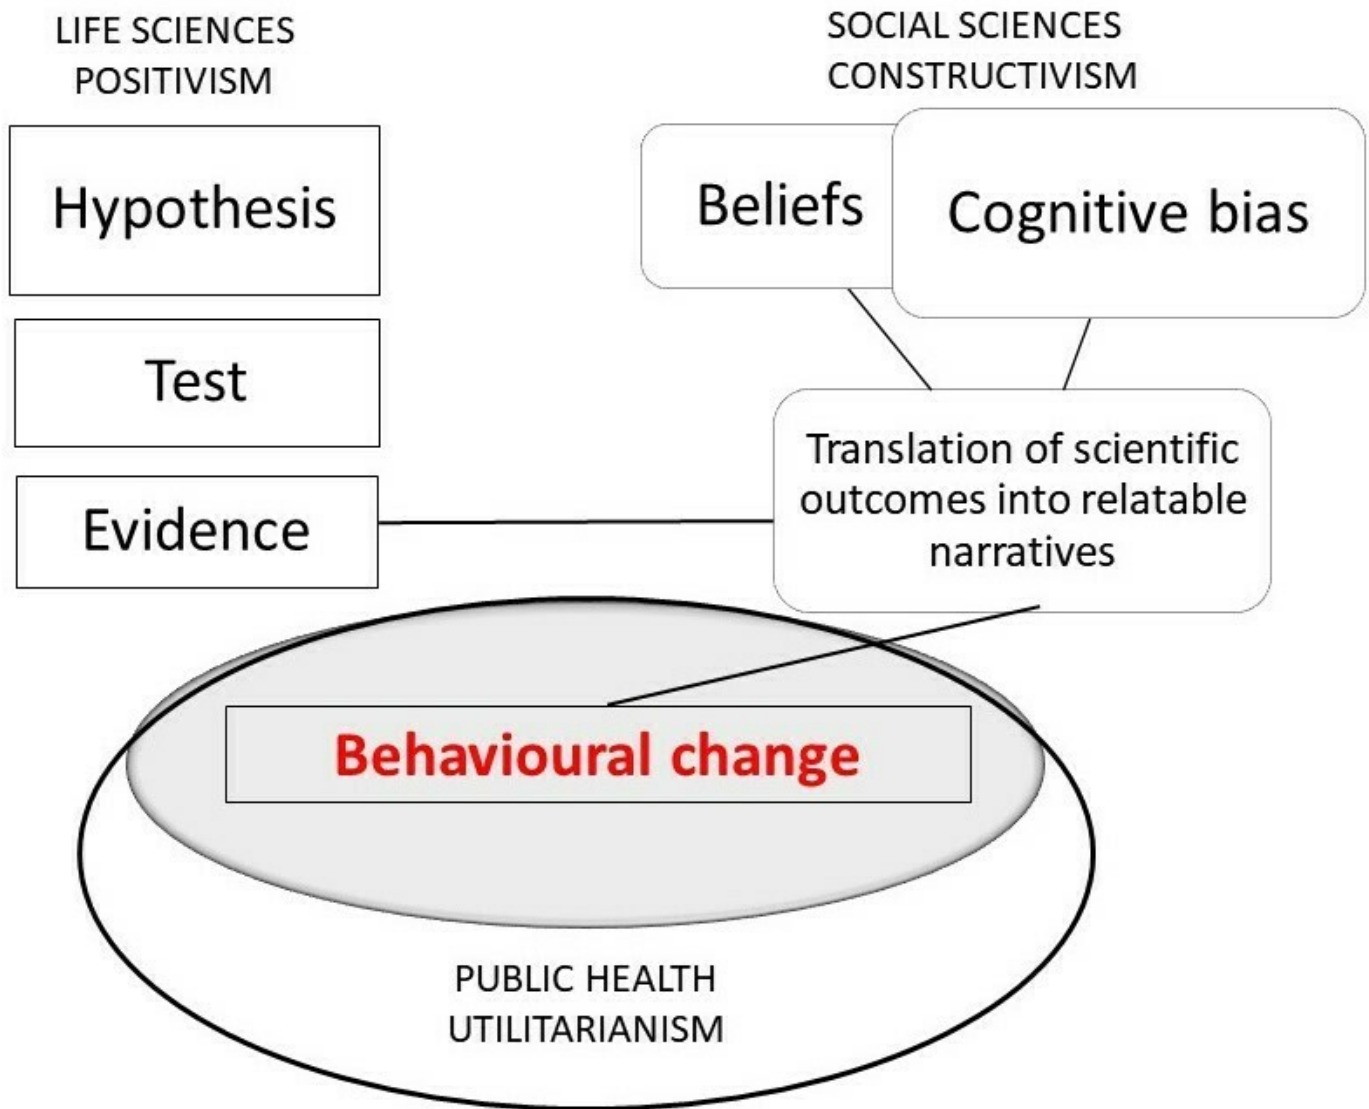 LIFE SCIENCES
POSITIVISM
Hypothesis
Test
Evidence
SOCIAL SCIENCES
CONSTRUCTIVISM
Beliefs
Cognitive bias
Translation of scientific
outcomes into relatable
narratives
Behavioural change
PUBLIC HEALTH
UTILITARIANISM